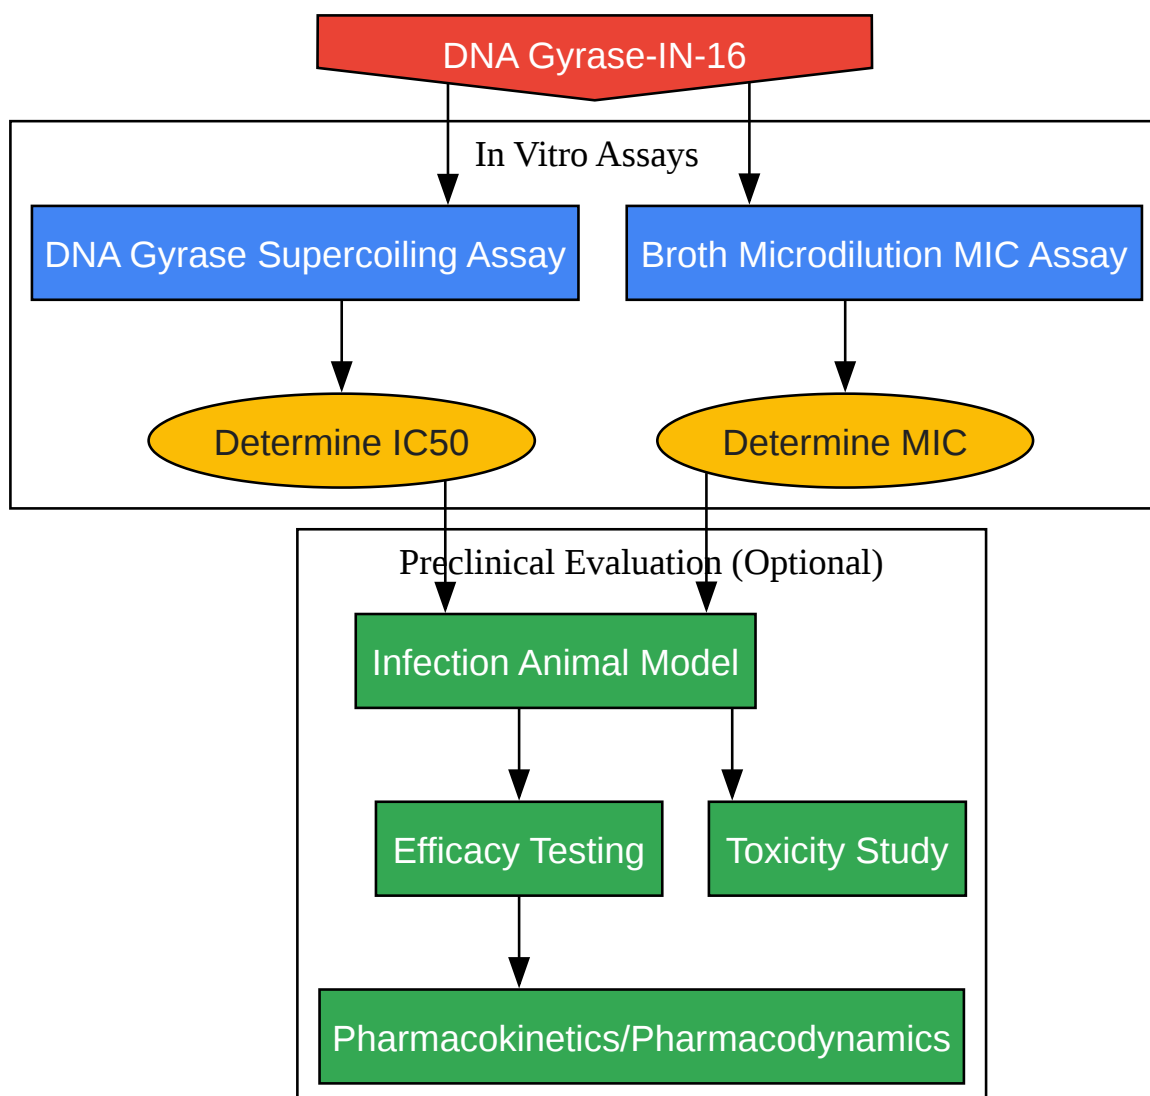 DNA Gyrase-IN-16
In Vitro Assays
DNA Gyrase Supercoiling Assay
Broth Microdilution MIC Assay
Determine IC50
Determine MIC
Preclinical Evaluation (Optional)
Infection Animal Model
Efficacy Testing
Toxicity Study
Pharmacokinetics/Pharmacodynamics